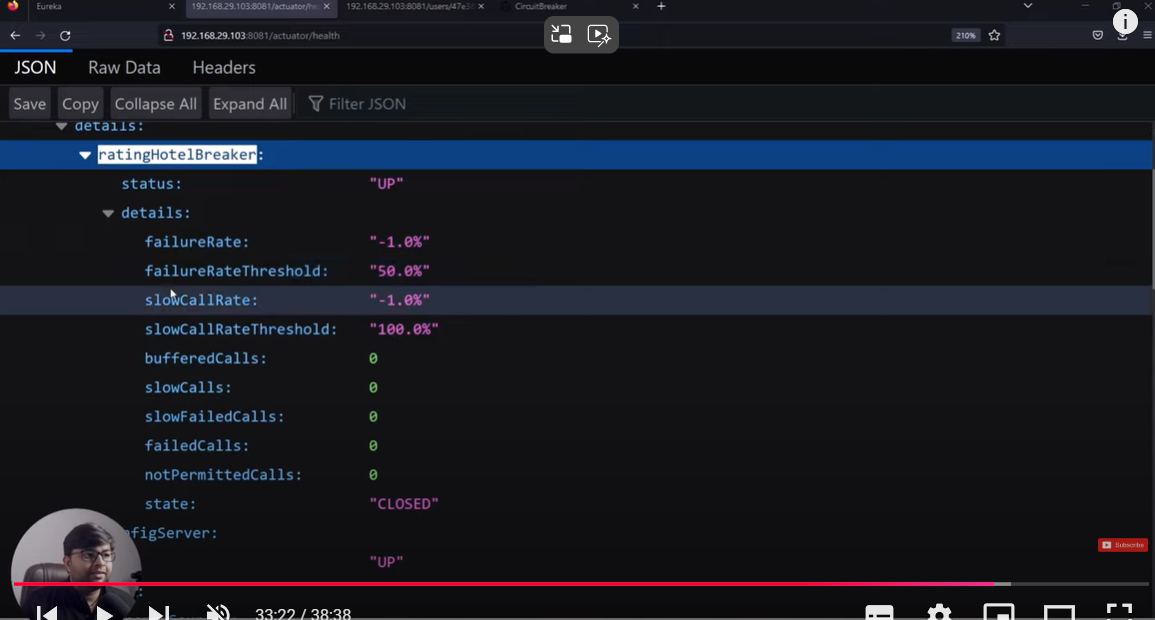 Eureka
192.168.29.103:8081/actuator/he
192.168.29.103:8081/users/47e3
CircuitBreaker
192.168.29.103:8081/actuator/health
210%
JSON Raw Data Headers
Save Copy Collapse All Expand All Filter JSON
details:
ratingHotelBreaker:
status: "UP"
details:
failureRate: "-1.0%"
failureRateThreshold: "50.0%"
slowCallRate: "-1.0%"
slowCallRateThreshold: "100.0%"
bufferedCalls: 0
slowCalls: 0
slowFailedCalls: 0
failedCalls: 0
notPermittedCalls: 0
state: "CLOSED"
nfigServer:
"UP"
Subscribe
33:22 / 38:38